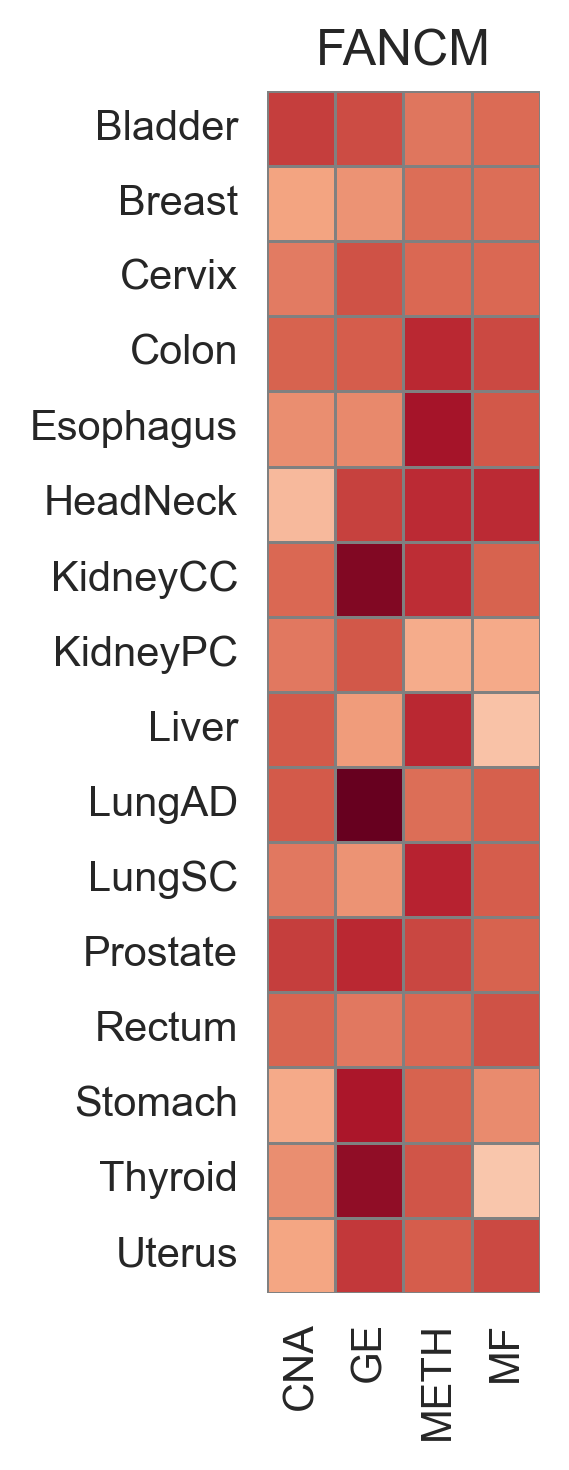 FANCM
Bladder
Breast
Cervix
Colon
Esophagus
HeadNeck
KidneyCC
KidneyPC
Liver
LungAD
LungSC
Prostate
Rectum
Stomach
Thyroid
Uterus
CNA
GE
METH
MF